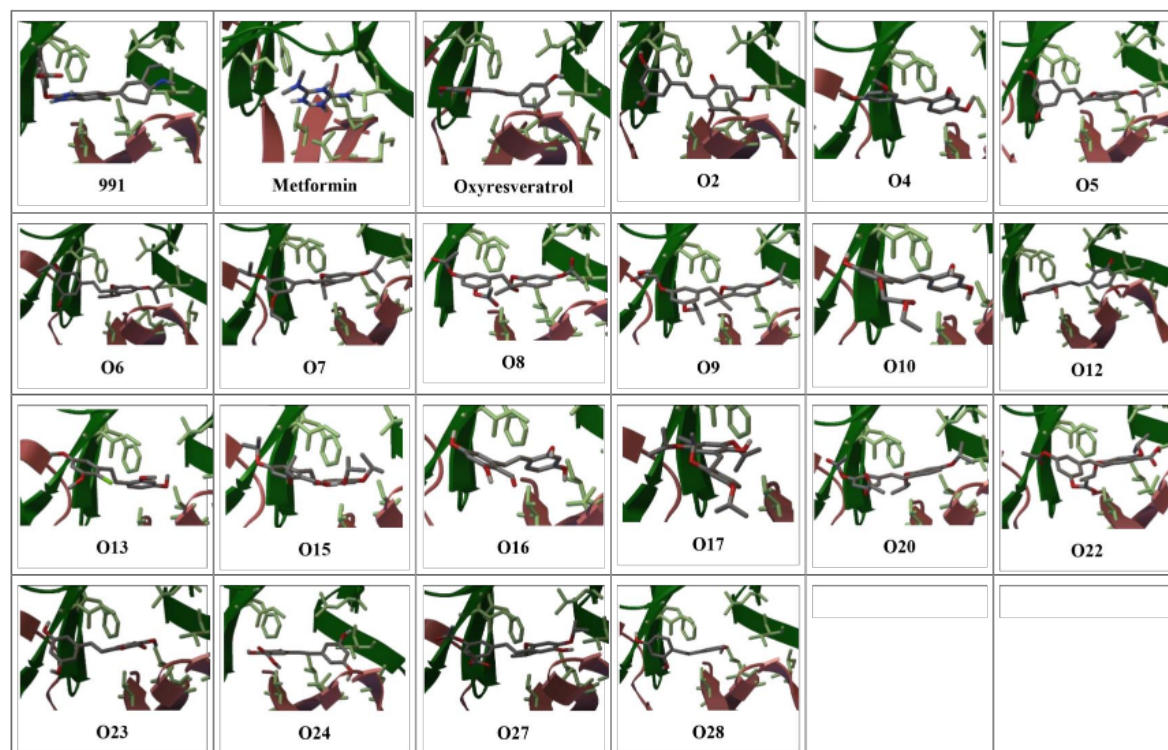 991
Metformin
Oxyresveratrol
O2
O4
O5
O6
O7
O8
O9
O10
O12
O13
O15
O16
O17
O20
O22
O23
O24
O27
O28